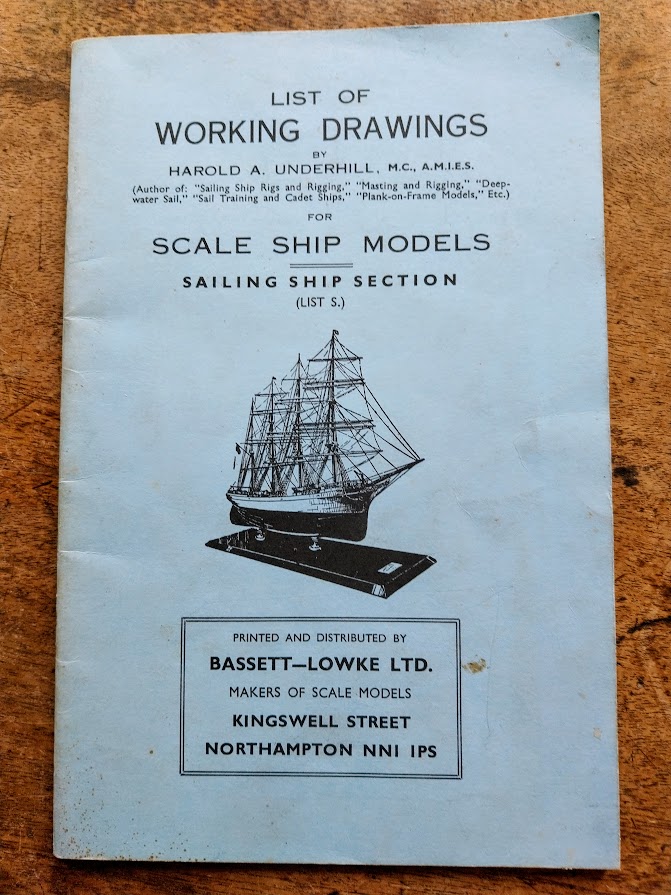 LIST OF
WORKING DRAWINGS
BY
HAROLD A. UNDERHILL, M.C., A.M.I.E.S.
(Author of: "Sailing Ship Rigs and Rigging," "Masting and Rigging," "Deep-
water Sail," "Sail Training and Cadet Ships," "Plank-on-Frame Models," Etc.)
FOR
SCALE SHIP MODELS
SAILING SHIP SECTION
(LIST S.)
PRINTED AND DISTRIBUTED BY
BASSETT—LOWKE LTD.
MAKERS OF SCALE MODELS
KINGSWELL STREET
NORTHAMPTON NN1 1PS